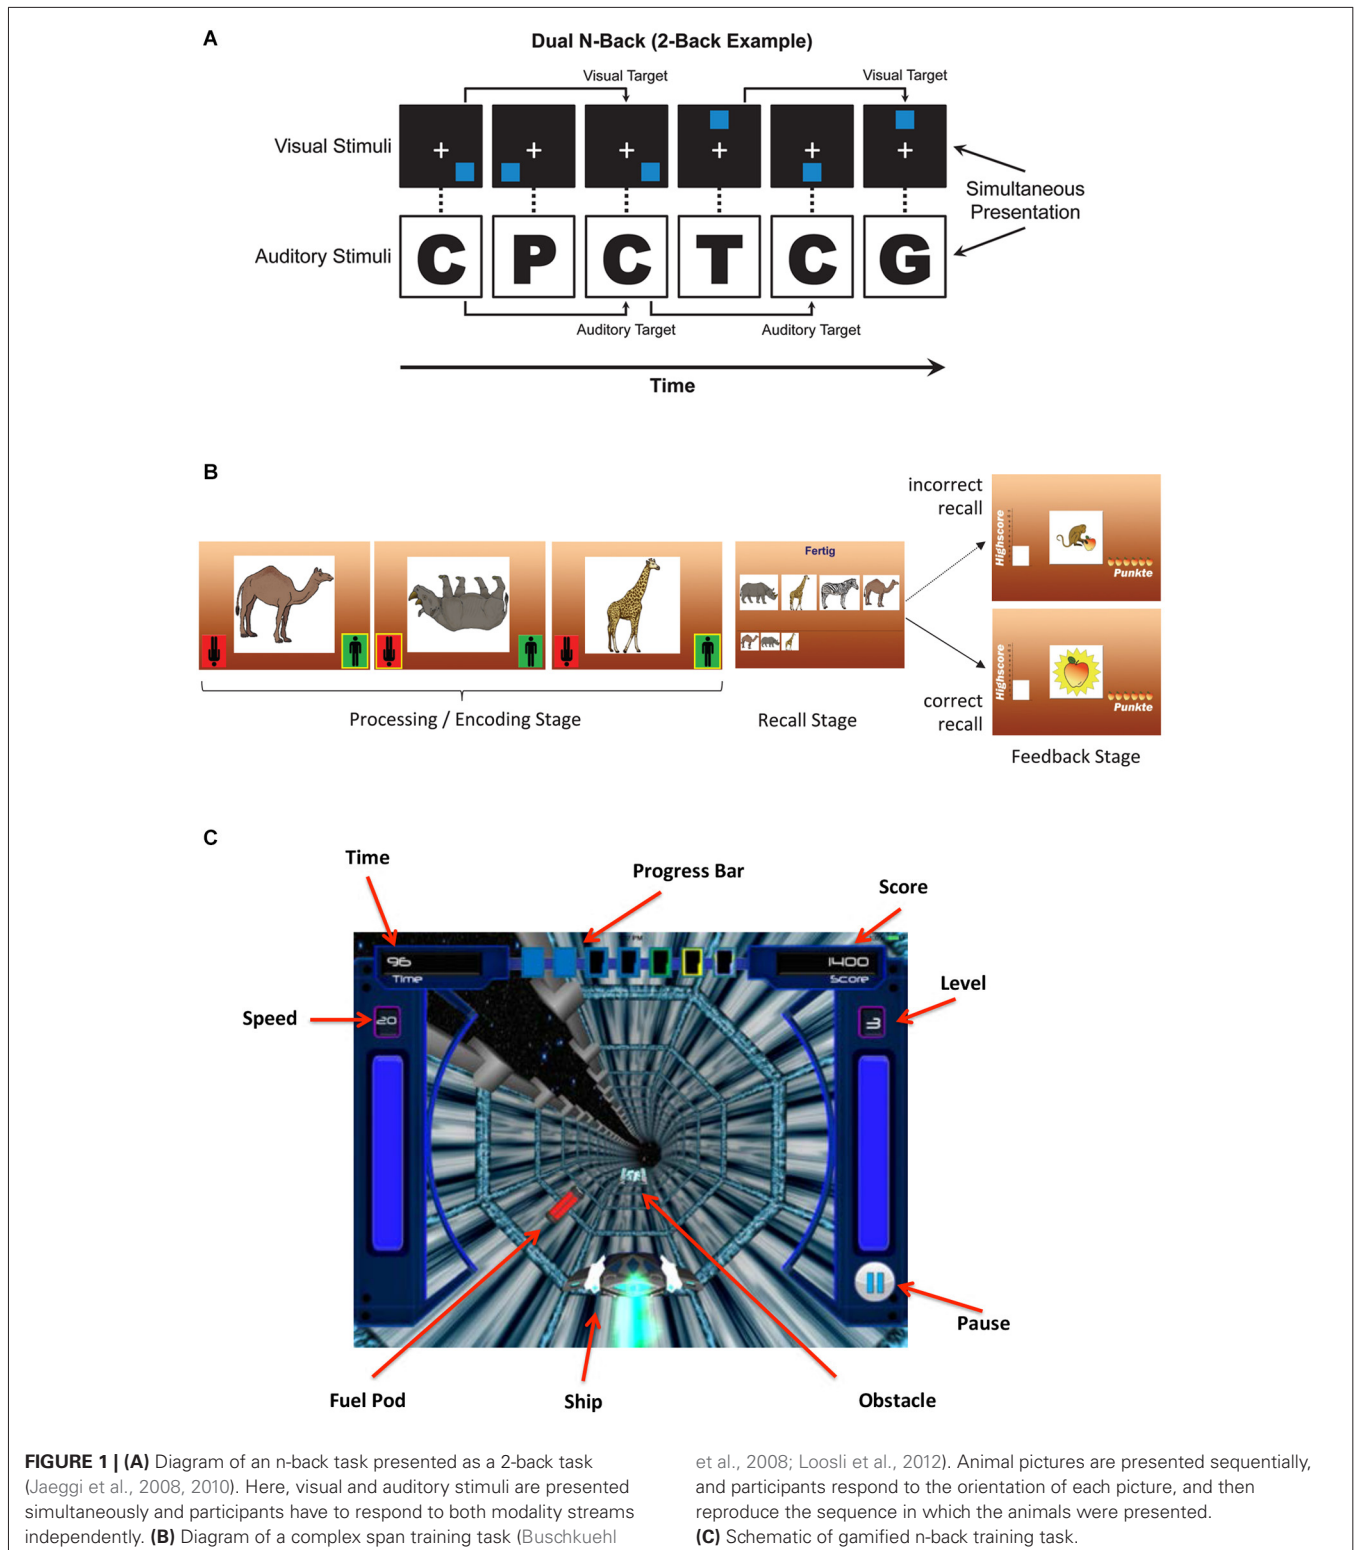 A
Dual N-Back (2-Back Example)
Visual Target
Visual Target
Visual Stimuli
Simultaneous
Presentation
Auditory Stimuli
C P C T C G
Auditory Target
Auditory Target
Time
B
incorrect
recall
Highscore
Punkte
Fertig
correct
recall
Highscore
Punkte
Processing / Encoding Stage
Recall Stage
Feedback Stage
C
Time
Progress Bar
Score
PM
96
Time
1400
Score
Level
Speed
20
3
Pause
Fuel Pod
Ship
Obstacle
FIGURE 1 | (A) Diagram of an n-back task presented as a 2-back task
(Jaeggi et al., 2008, 2010). Here, visual and auditory stimuli are presented
simultaneously and participants have to respond to both modality streams
independently. (B) Diagram of a complex span training task (Buschkuehl
et al., 2008; Loosli et al., 2012). Animal pictures are presented sequentially,
and participants respond to the orientation of each picture, and then
reproduce the sequence in which the animals were presented.
(C) Schematic of gamified n-back training task.